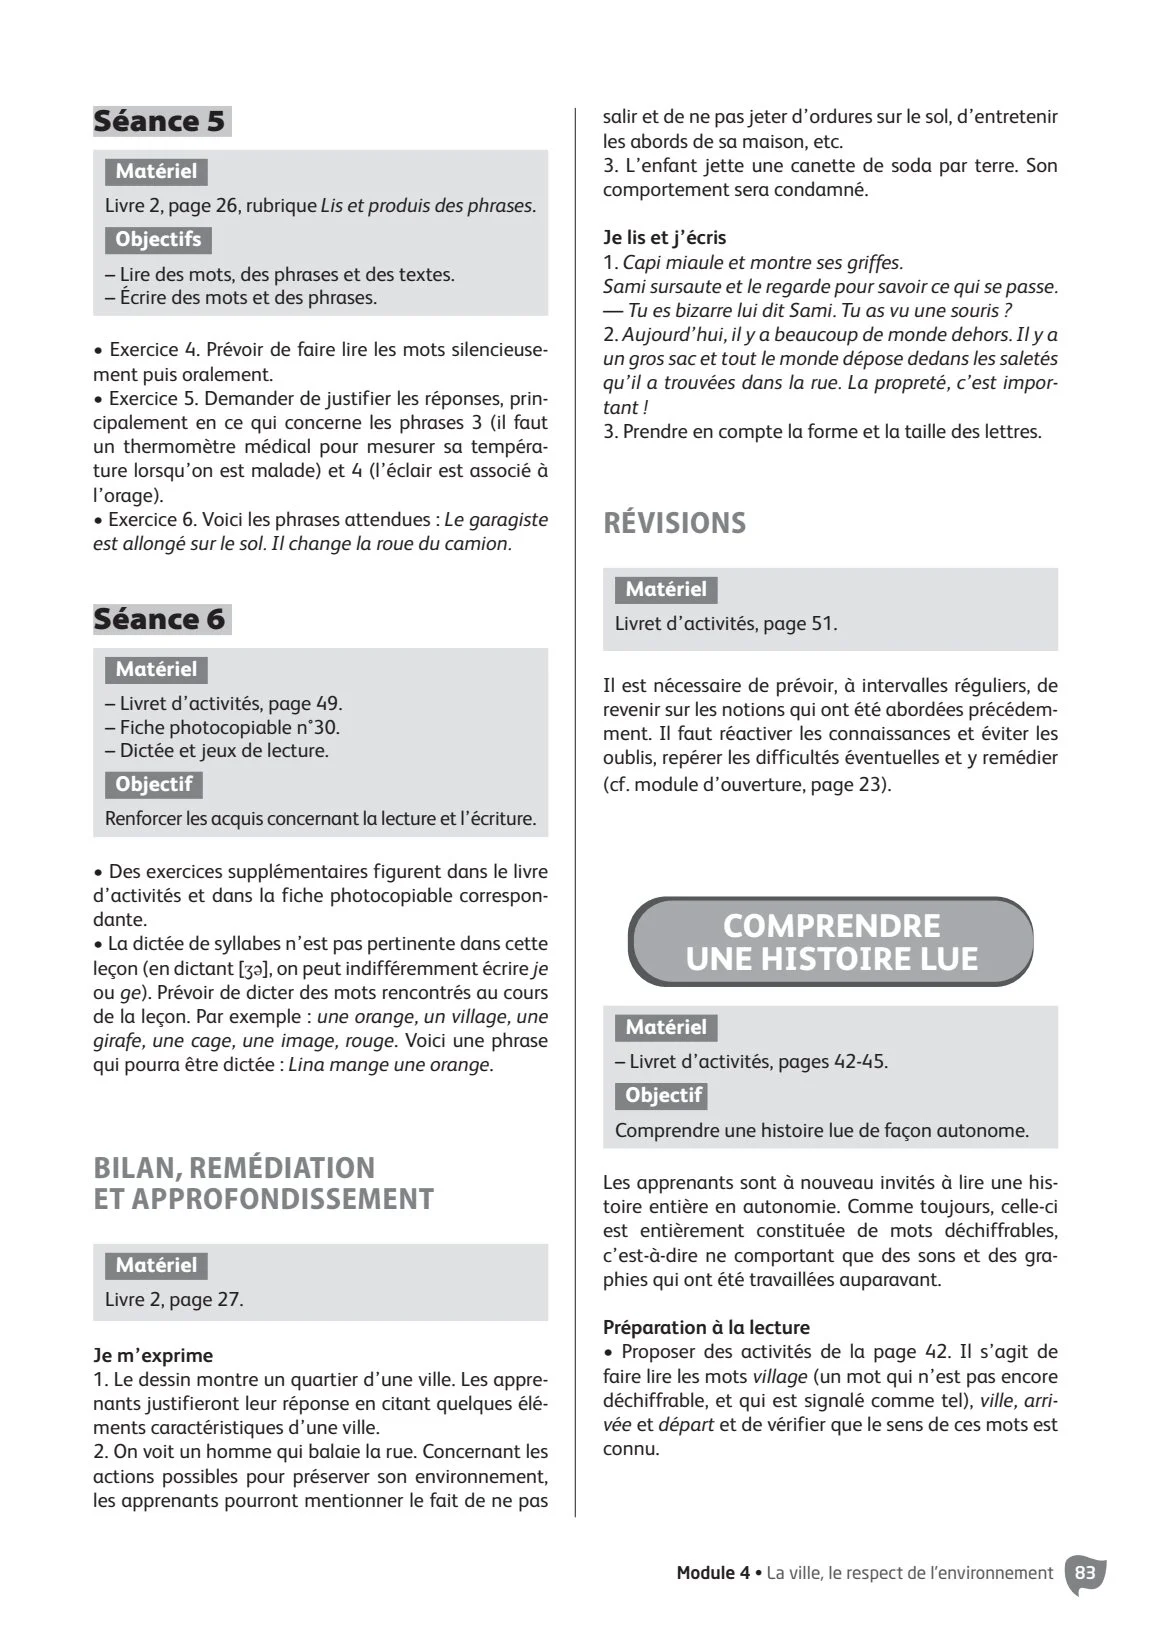 Séance 5
Matériel
Livre 2, page 26, rubrique Lis et produis des phrases.
Objectifs
– Lire des mots, des phrases et des textes.
– Écrire des mots et des phrases.
• Exercice 4. Prévoir de faire lire les mots silencieuse-
ment puis oralement.
• Exercice 5. Demander de justifier les réponses, prin-
cipalement en ce qui concerne les phrases 3 (il faut
un thermomètre médical pour mesurer sa tempéra-
ture lorsqu’on est malade) et 4 (l’éclair est associé à
l’orage).
• Exercice 6. Voici les phrases attendues : Le garagiste
est allongé sur le sol. Il change la roue du camion.
Séance 6
Matériel
– Livret d’activités, page 49.
– Fiche photocopiable n°30.
– Dictée et jeux de lecture.
Objectif
Renforcer les acquis concernant la lecture et l’écriture.
• Des exercices supplémentaires figurent dans le livre
d’activités et dans la fiche photocopiable correspon-
dante.
• La dictée de syllabes n’est pas pertinente dans cette
leçon (en dictant [ʒə], on peut indifféremment écrire je
ou ge). Prévoir de dicter des mots rencontrés au cours
de la leçon. Par exemple : une orange, un village, une
girafe, une cage, une image, rouge. Voici une phrase
qui pourra être dictée : Lina mange une orange.
BILAN, REMÉDIATION
ET APPROFONDISSEMENT
Matériel
Livre 2, page 27.
Je m’exprime
1. Le dessin montre un quartier d’une ville. Les appre-
nants justifieront leur réponse en citant quelques élé-
ments caractéristiques d’une ville.
2. On voit un homme qui balaie la rue. Concernant les
actions possibles pour préserver son environnement,
les apprenants pourront mentionner le fait de ne pas
salir et de ne pas jeter d’ordures sur le sol, d’entretenir
les abords de sa maison, etc.
3. L’enfant jette une canette de soda par terre. Son
comportement sera condamné.
Je lis et j’écris
1. Capi miaule et montre ses griffes.
Sami sursaute et le regarde pour savoir ce qui se passe.
— Tu es bizarre lui dit Sami. Tu as vu une souris ?
2. Aujourd’hui, il y a beaucoup de monde dehors. Il y a
un gros sac et tout le monde dépose dedans les saletés
qu’il a trouvées dans la rue. La propreté, c’est impor-
tant !
3. Prendre en compte la forme et la taille des lettres.
RÉVISIONS
Matériel
Livret d’activités, page 51.
Il est nécessaire de prévoir, à intervalles réguliers, de
revenir sur les notions qui ont été abordées précédem-
ment. Il faut réactiver les connaissances et éviter les
oublis, repérer les difficultés éventuelles et y remédier
(cf. module d’ouverture, page 23).
COMPRENDRE
UNE HISTOIRE LUE
Matériel
– Livret d’activités, pages 42-45.
Objectif
Comprendre une histoire lue de façon autonome.
Les apprenants sont à nouveau invités à lire une his-
toire entière en autonomie. Comme toujours, celle-ci
est entièrement constituée de mots déchiffrables,
c’est-à-dire ne comportant que des sons et des gra-
phies qui ont été travaillées auparavant.
Préparation à la lecture
• Proposer des activités de la page 42. Il s’agit de
faire lire les mots village (un mot qui n’est pas encore
déchiffrable, et qui est signalé comme tel), ville, arri-
vée et départ et de vérifier que le sens de ces mots est
connu.
Module 4 • La ville, le respect de l’environnement 83